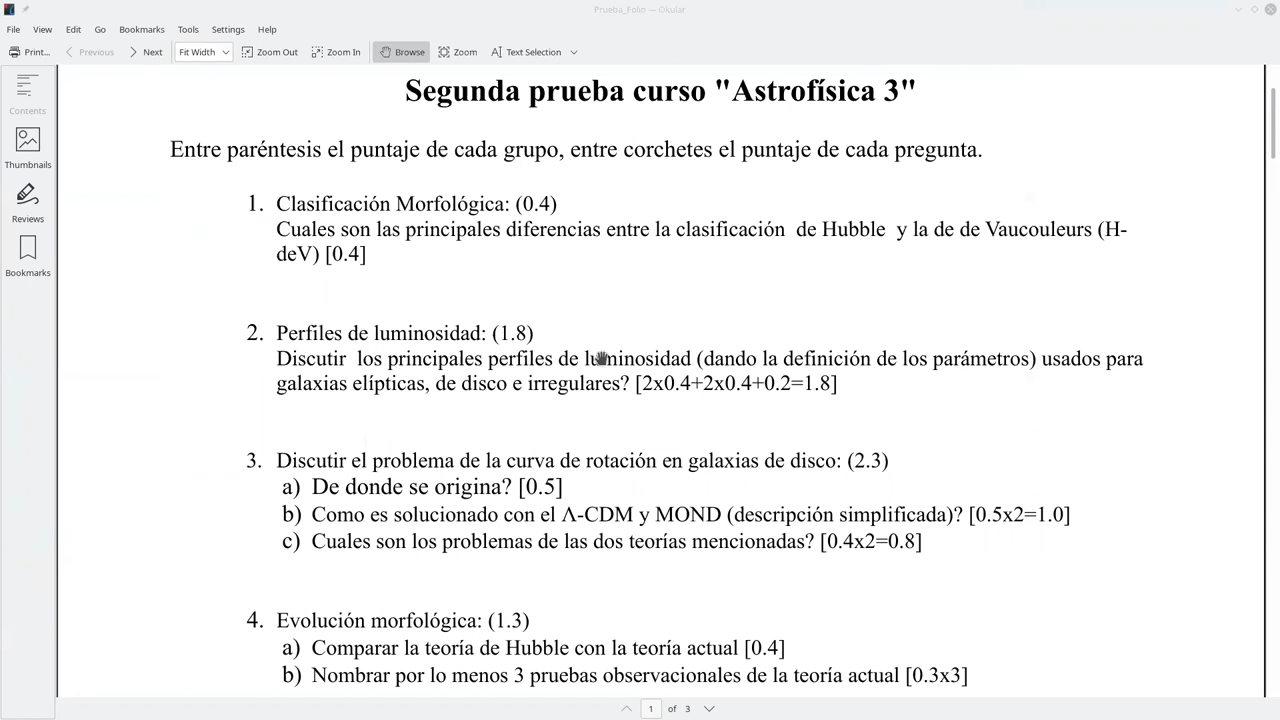 Prueba_Folin — Okular
File View Edit Go Bookmarks Tools Settings Help
Print... Previous Next Fit Width Zoom Out Zoom In Browse Zoom Text Selection
Contents
Thumbnails
Reviews
Bookmarks
Segunda prueba curso "Astrofísica 3"
Entre paréntesis el puntaje de cada grupo, entre corchetes el puntaje de cada pregunta.
1. Clasificación Morfológica: (0.4)
Cuales son las principales diferencias entre la clasificación de Hubble y la de de Vaucouleurs (H-
deV) [0.4]
2. Perfiles de luminosidad: (1.8)
Discutir los principales perfiles de luminosidad (dando la definición de los parámetros) usados para
galaxias elípticas, de disco e irregulares? [2x0.4+2x0.4+0.2=1.8]
3. Discutir el problema de la curva de rotación en galaxias de disco: (2.3)
a) De donde se origina? [0.5]
b) Como es solucionado con el Λ-CDM y MOND (descripción simplificada)? [0.5x2=1.0]
c) Cuales son los problemas de las dos teorías mencionadas? [0.4x2=0.8]
4. Evolución morfológica: (1.3)
a) Comparar la teoría de Hubble con la teoría actual [0.4]
b) Nombrar por lo menos 3 pruebas observacionales de la teoría actual [0.3x3]
1 of 3